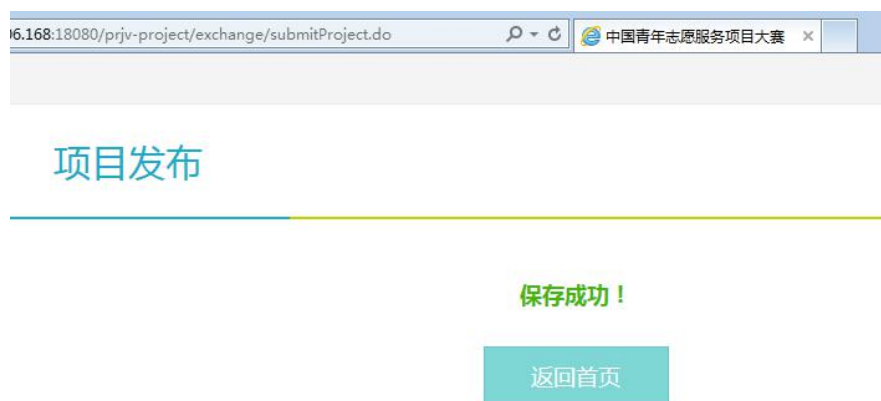 06.168:18080/prjv-project/exchange/submitProject.do
中国青年志愿服务项目大赛
项目发布
保存成功！
返回首页